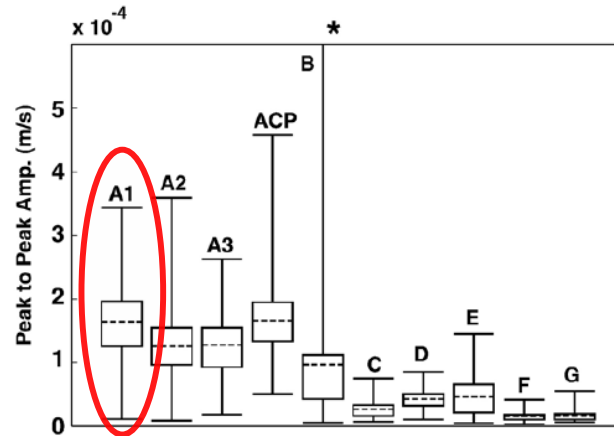 x 10⁻⁴
*
B
ACP
5
A2
A1
4
A3
3
E
2
D
C
G
F
1
0
Peak to Peak Amp. (m/s)